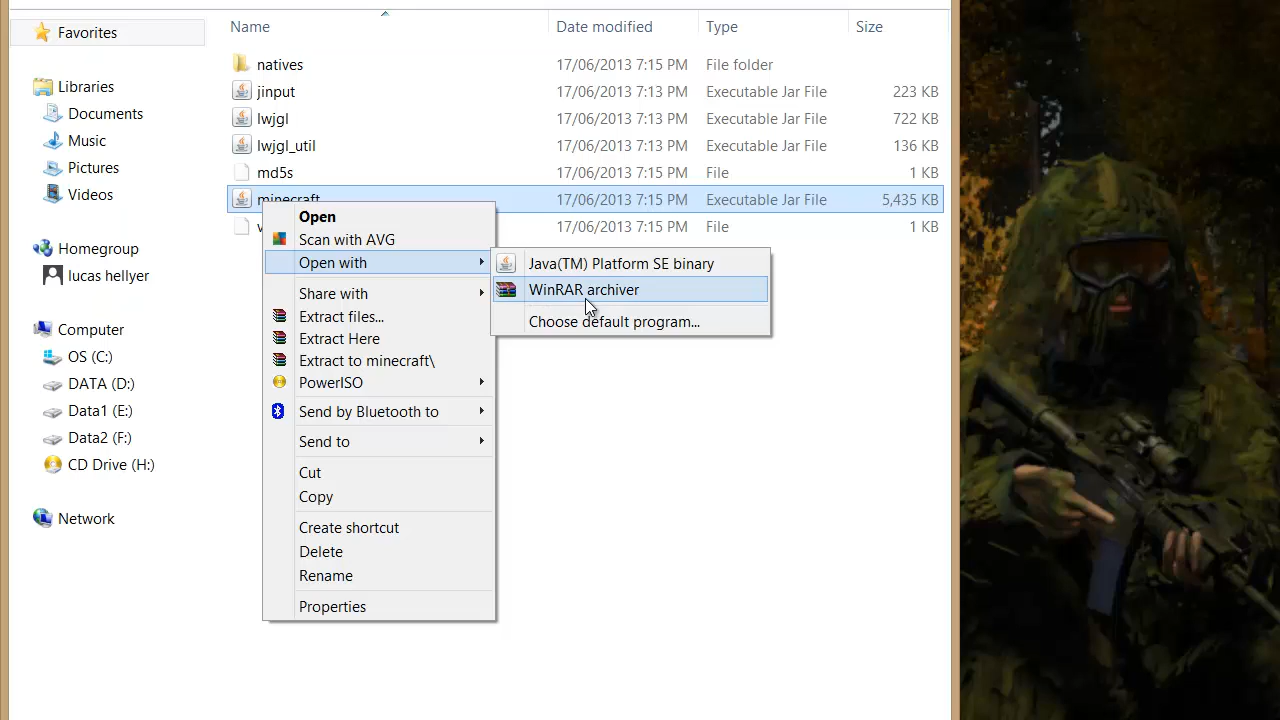 Name Date modified Type Size
Favorites
Libraries
Documents
Music
Pictures
Videos
Homegroup
lucas hellyer
Computer
OS (C:)
DATA (D:)
Data1 (E:)
Data2 (F:)
CD Drive (H:)
Network
natives 17/06/2013 7:15 PM File folder
jinput 17/06/2013 7:13 PM Executable Jar File 223 KB
lwjgl 17/06/2013 7:13 PM Executable Jar File 722 KB
lwjgl_util 17/06/2013 7:13 PM Executable Jar File 136 KB
md5s 17/06/2013 7:15 PM File 1 KB
minecraft 17/06/2013 7:15 PM Executable Jar File 5,435 KB
17/06/2013 7:15 PM File 1 KB
Open
Scan with AVG
Open with
Share with
Extract files...
Extract Here
Extract to minecraft\
PowerISO
Send by Bluetooth to
Send to
Cut
Copy
Create shortcut
Delete
Rename
Properties
Java(TM) Platform SE binary
WinRAR archiver
Choose default program...